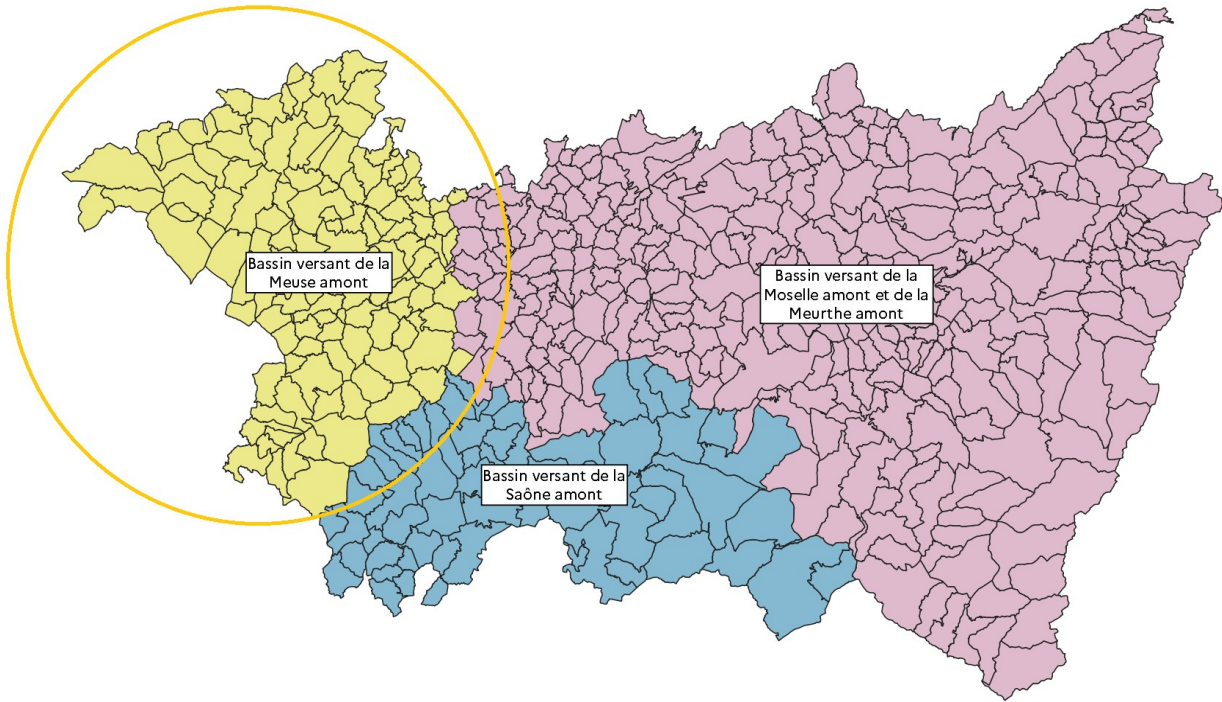 Bassin versant de la
Meuse amont
Bassin versant de la
Moselle amont et de la
Meurthe amont
Bassin versant de la
Saône amont